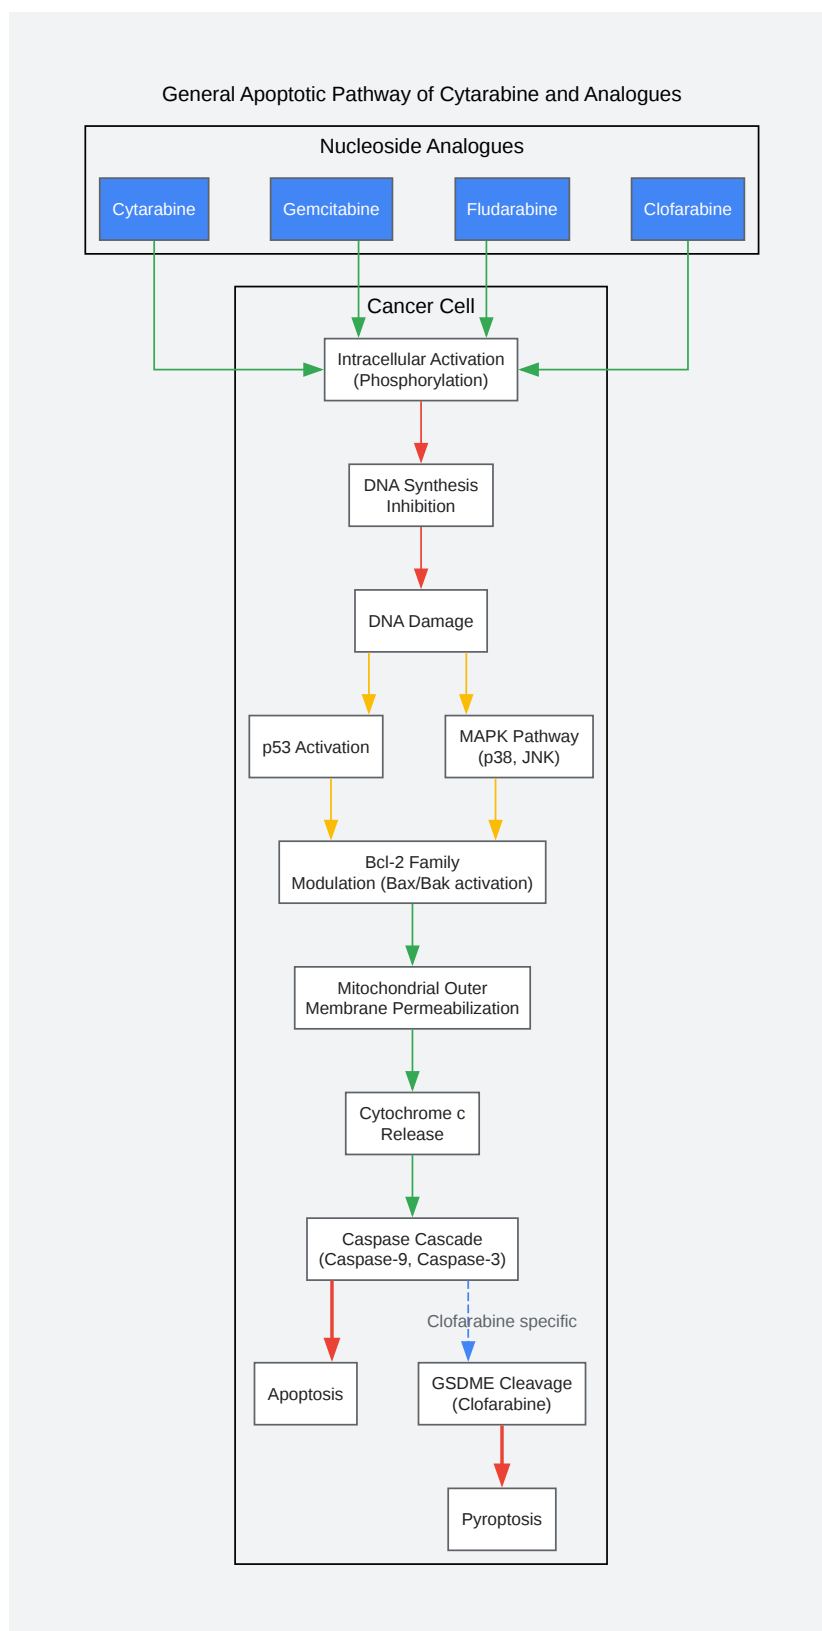 General Apoptotic Pathway of Cytarabine and Analogues
Nucleoside Analogues
Cytarabine
Gemcitabine
Fludarabine
Clofarabine
Cancer Cell
Intracellular Activation
(Phosphorylation)
DNA Synthesis
Inhibition
DNA Damage
p53 Activation
MAPK Pathway
(p38, JNK)
Bcl-2 Family
Modulation (Bax/Bak activation)
Mitochondrial Outer
Membrane Permeabilization
Cytochrome c
Release
Caspase Cascade
(Caspase-9, Caspase-3)
Clofarabine specific
Apoptosis
GSDME Cleavage
(Clofarabine)
Pyroptosis